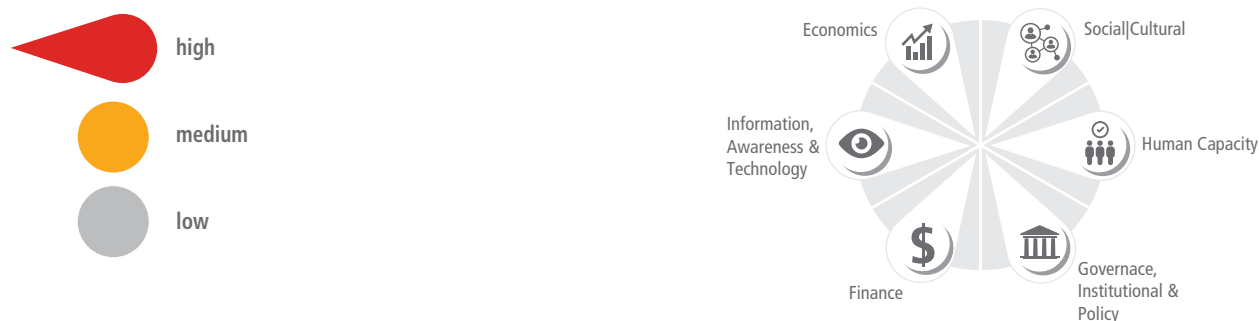 high
medium
low
Economics
Social|Cultural
Information,
Awareness &
Technology
Human Capacity
$
Finance
Governace,
Institutional &
Policy